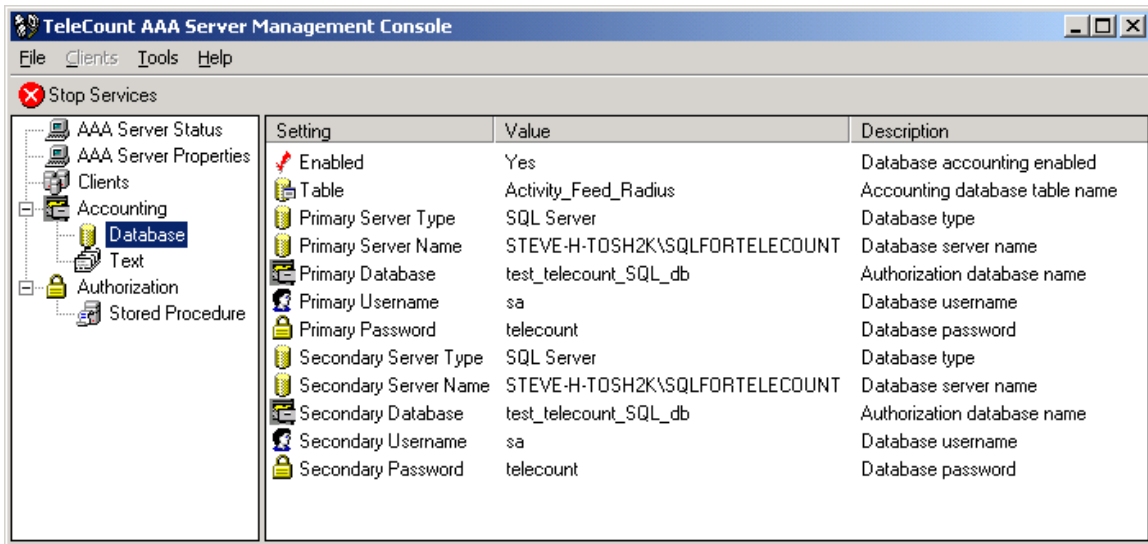 TeleCount AAA Server Management Console
File Clients Tools Help
Stop Services
AAA Server Status
AAA Server Properties
Clients
Accounting
Database
Text
Authorization
Stored Procedure
Setting Value Description
Enabled Yes Database accounting enabled
Table Activity_Feed_Radius Accounting database table name
Primary Server Type SQL Server Database type
Primary Server Name STEVE-H-TOSH2K\SQLFORTELECOUNT Database server name
Primary Database test_telecount_SQL_db Authorization database name
Primary Username sa Database username
Primary Password telecount Database password
Secondary Server Type SQL Server Database type
Secondary Server Name STEVE-H-TOSH2K\SQLFORTELECOUNT Database server name
Secondary Database test_telecount_SQL_db Authorization database name
Secondary Username sa Database username
Secondary Password telecount Database password